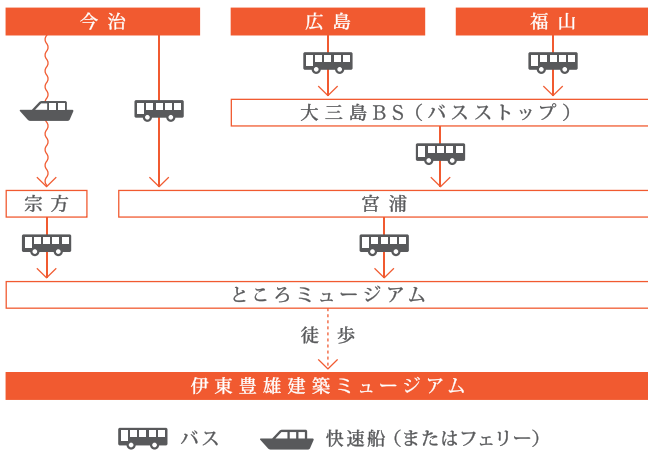 今治
広島
福山
大三島BS（バスストップ）
宗方
宮浦
ところミュージアム
徒歩
伊東豊雄建築ミュージアム
バス
快速船（またはフェリー）